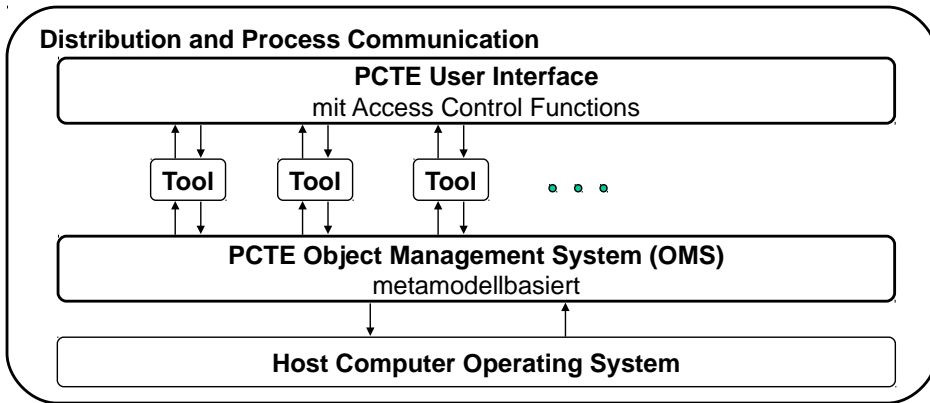 Distribution and Process Communication
PCTE User Interface
mit Access Control Functions
Tool Tool Tool
PCTE Object Management System (OMS)
metamodellbasiert
Host Computer Operating System